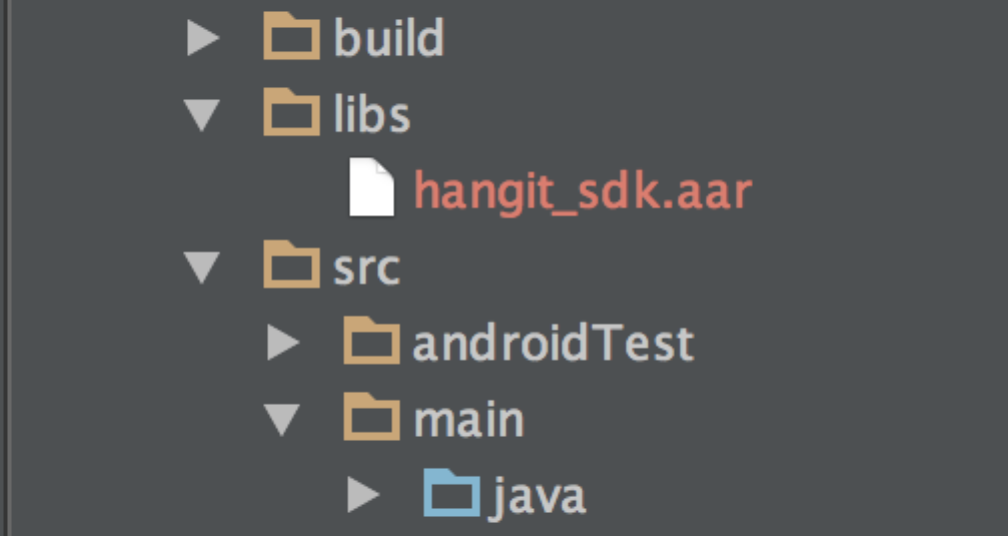 build
libs
hangit_sdk.aar
src
androidTest
main
java